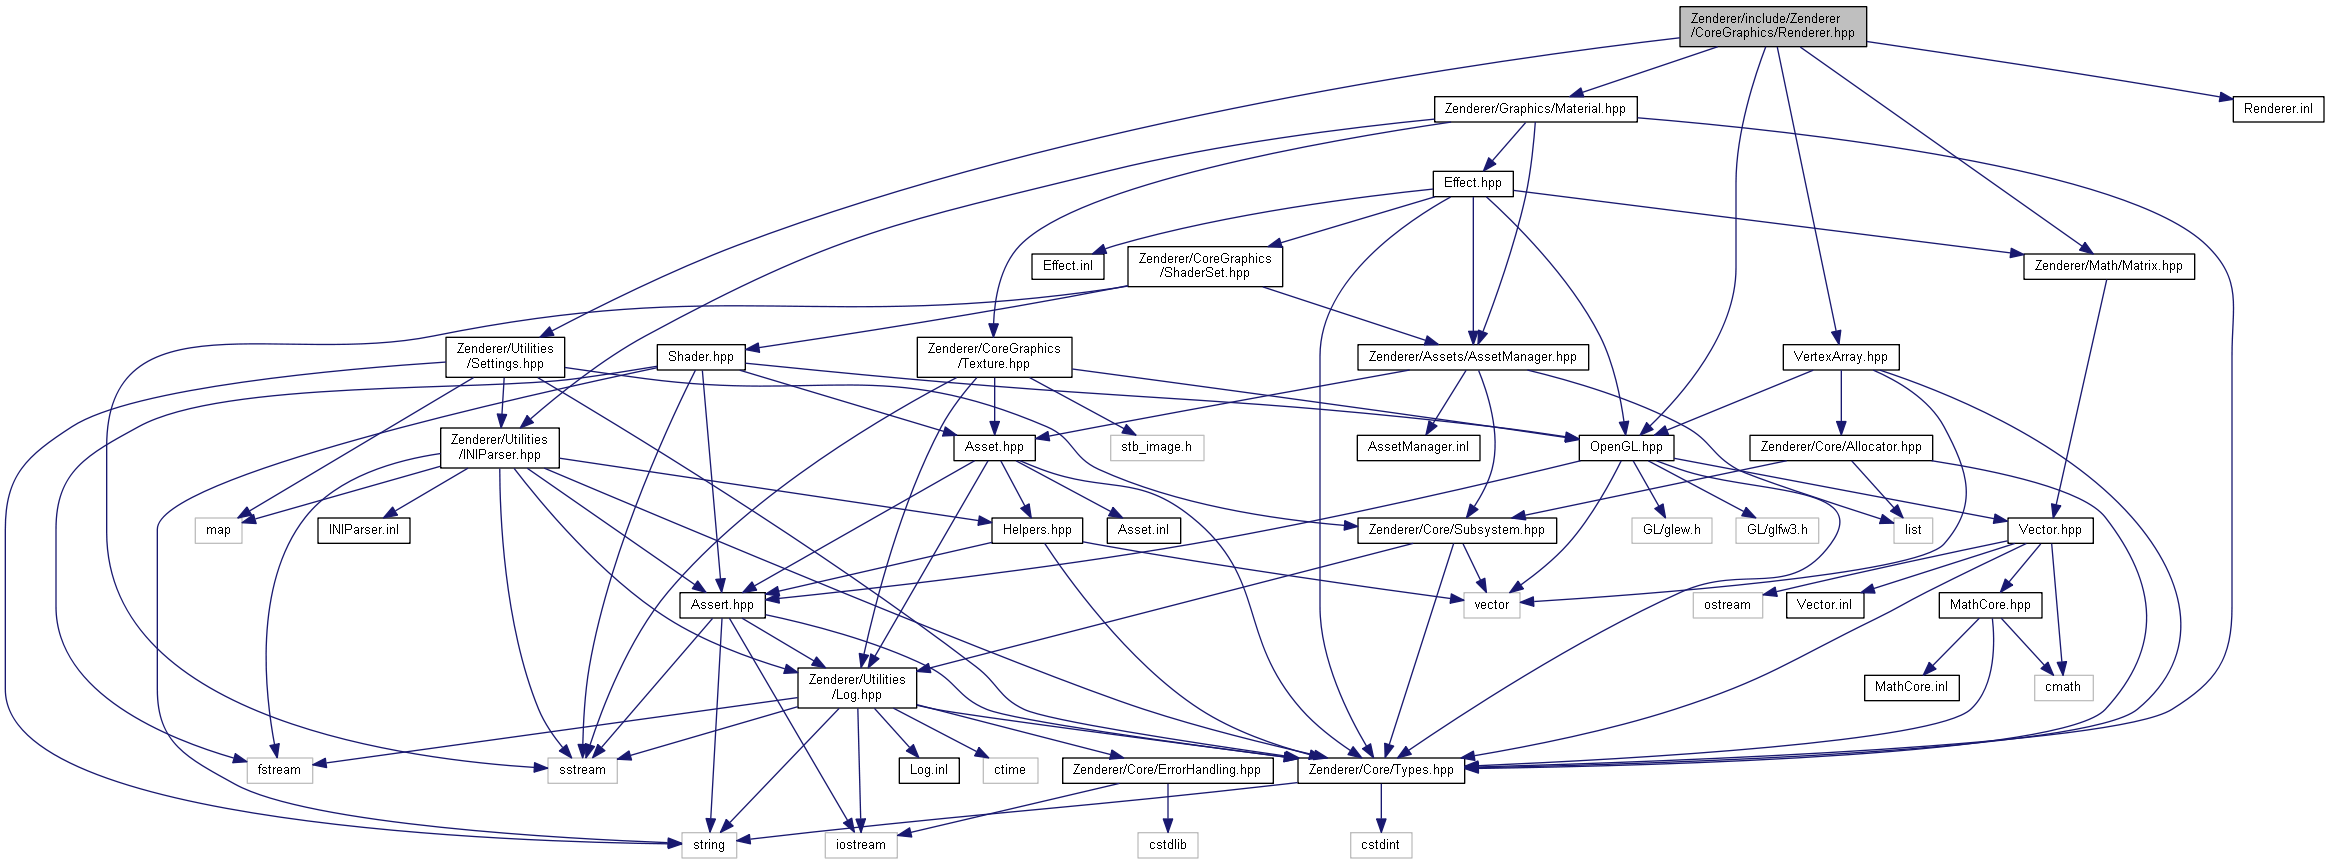 Zenderer/include/Zenderer
/CoreGraphics/Renderer.hpp
Zenderer/Graphics/Material.hpp
Renderer.inl
Effect.hpp
Effect.inl
Zenderer/CoreGraphics
/ShaderSet.hpp
Zenderer/Math/Matrix.hpp
Zenderer/Utilities
/Settings.hpp
Shader.hpp
Zenderer/CoreGraphics
/Texture.hpp
Zenderer/Assets/AssetManager.hpp
VertexArray.hpp
Zenderer/Utilities
/INIParser.hpp
Asset.hpp
stb_image.h
AssetManager.inl
OpenGL.hpp
Zenderer/Core/Allocator.hpp
map
INIParser.inl
Helpers.hpp
Asset.inl
Zenderer/Core/Subsystem.hpp
GL/glew.h
GL/glfw3.h
list
Vector.hpp
Assert.hpp
vector
ostream
Vector.inl
MathCore.hpp
Zenderer/Utilities
/Log.hpp
MathCore.inl
cmath
fstream
sstream
Log.inl
ctime
Zenderer/Core/ErrorHandling.hpp
Zenderer/Core/Types.hpp
string
iostream
cstdlib
cstdint